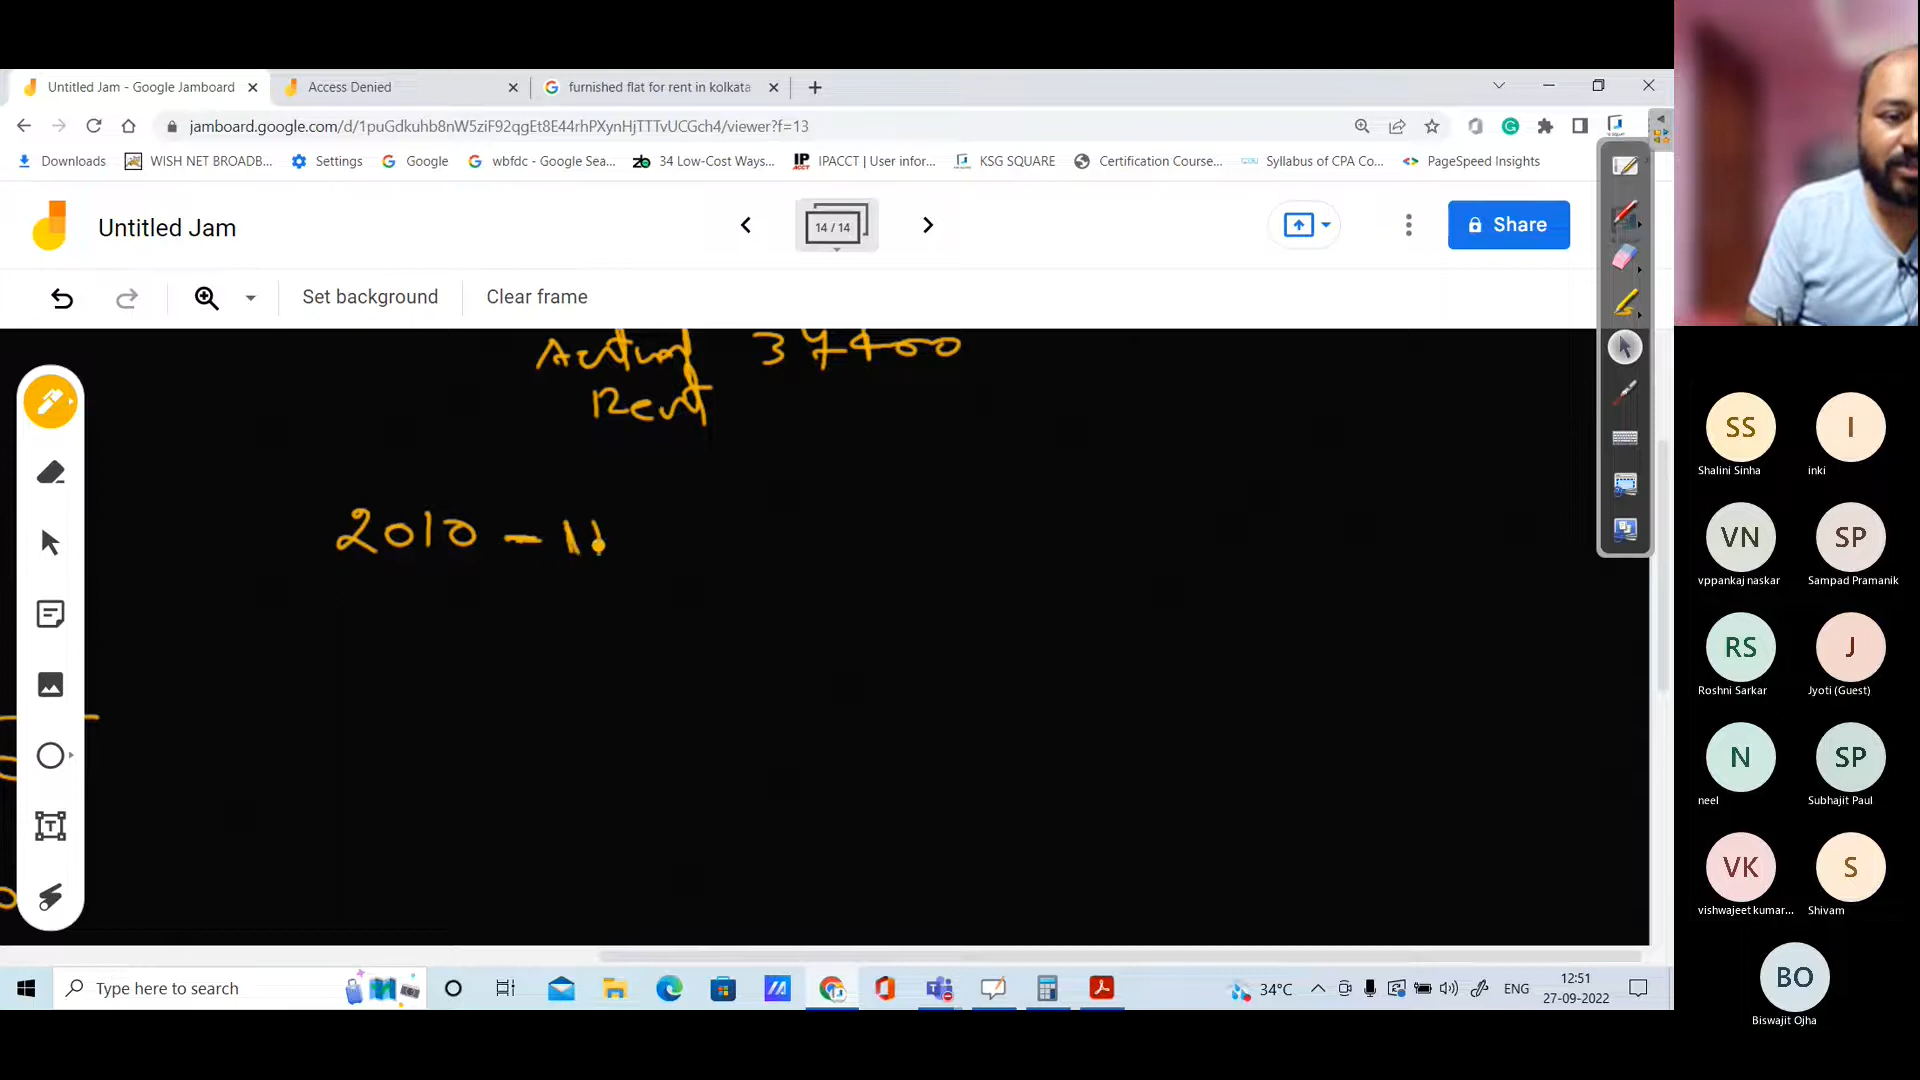 Untitled Jam - Google Jamboard
Access Denied
furnished flat for rent in kolkata
jamboard.google.com/d/1puGdkuhb8nW5ziF92qgEt8E44rhPXynHjTTTvUCGch4/viewer?f=13
Downloads
WISH NET BROADB...
Settings
Google
wbfdc - Google Sea...
34 Low-Cost Ways...
IPACCT | User infor...
KSG SQUARE
Certification Course...
Syllabus of CPA Co...
PageSpeed Insights
Untitled Jam
14 / 14
Share
Set background
Clear frame
Actual 37400
Rent
2010 - 11
SS
I
Shalini Sinha
inki
VN
SP
vppankaj naskar
Sampad Pramanik
RS
J
Roshni Sarkar
Jyoti (Guest)
N
SP
neel
Subhajit Paul
VK
S
vishwajeet kumar...
Shivam
BO
Biswajit Ojha
Type here to search
34°C
ENG
12:51
27-09-2022